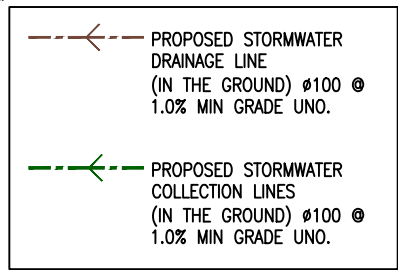 PROPOSED STORMWATER
DRAINAGE LINE
(IN THE GROUND) ø100 @
1.0% MIN GRADE UNO.
PROPOSED STORMWATER
COLLECTION LINES
(IN THE GROUND) ø100 @
1.0% MIN GRADE UNO.